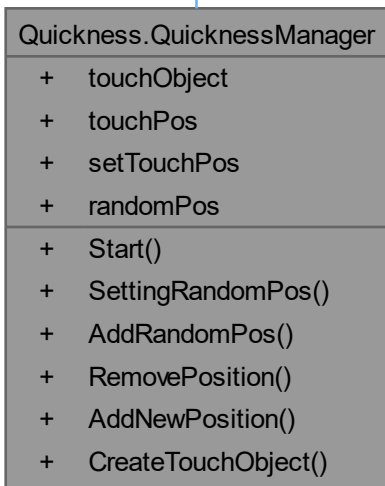 Quickness.QuicknessManager
+ touchObject
+ touchPos
+ setTouchPos
+ randomPos
+ Start()
+ SettingRandomPos()
+ AddRandomPos()
+ RemovePosition()
+ AddNewPosition()
+ CreateTouchObject()